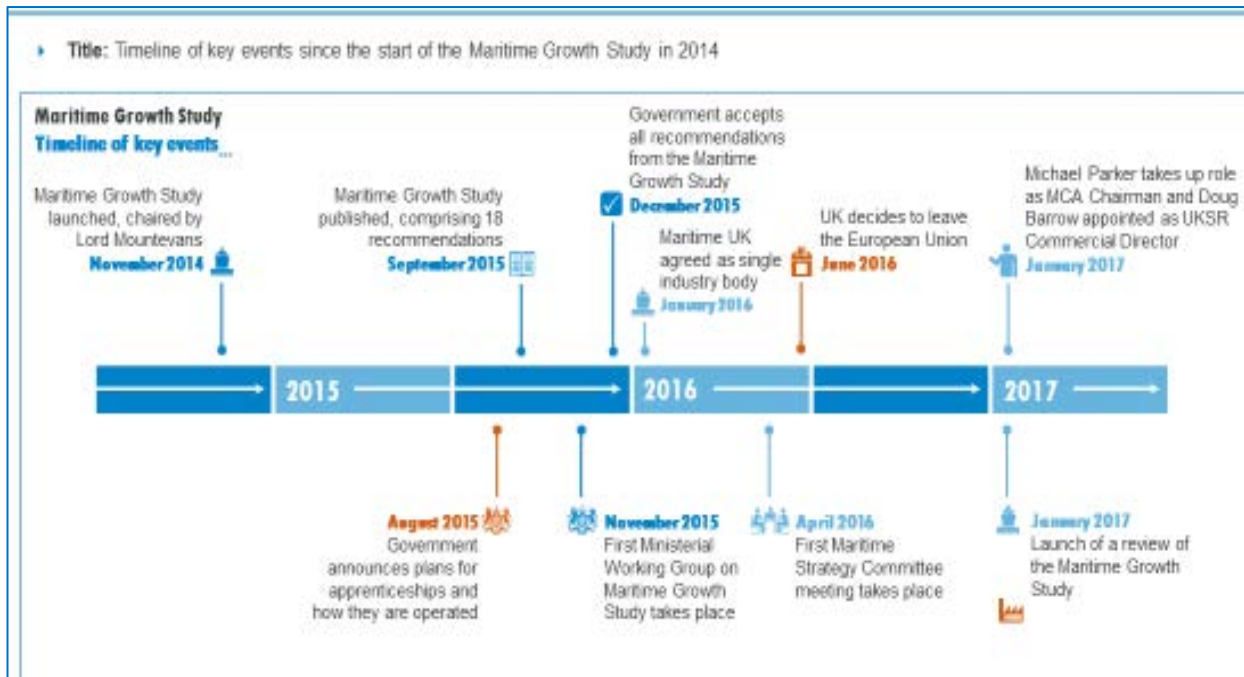 Title: Timeline of key events since the start of the Maritime Growth Study in 2014
Maritime Growth Study
Timeline of key events...
Maritime Growth Study
launched, chaired by
Lord Mountevans
November 2014
Maritime Growth Study
published, comprising 18
recommendations
September 2015
Government accepts
all recommendations
from the Maritime
Growth Study
December 2015
Maritime UK
agreed as single
industry body
January 2016
UK decides to leave
the European Union
June 2016
Michael Parker takes up role
as MCA Chairman and Doug
Barrow appointed as UKSR
Commercial Director
January 2017
2015
2016
2017
August 2015
Government
announces plans for
apprenticeships and
how they are operated
November 2015
First Ministerial
Working Group on
Maritime Growth
Study takes place
April 2016
First Maritime
Strategy Committee
meeting takes place
January 2017
Launch of a review of
the Maritime Growth
Study